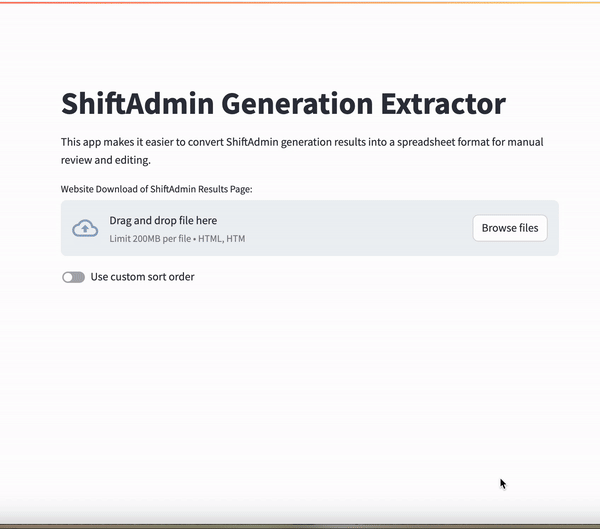 ShiftAdmin Generation Extractor
This app makes it easier to convert ShiftAdmin generation results into a spreadsheet format for manual
review and editing.
Website Download of ShiftAdmin Results Page:
Drag and drop file here
Limit 200MB per file • HTML, HTM
Browse files
Use custom sort order